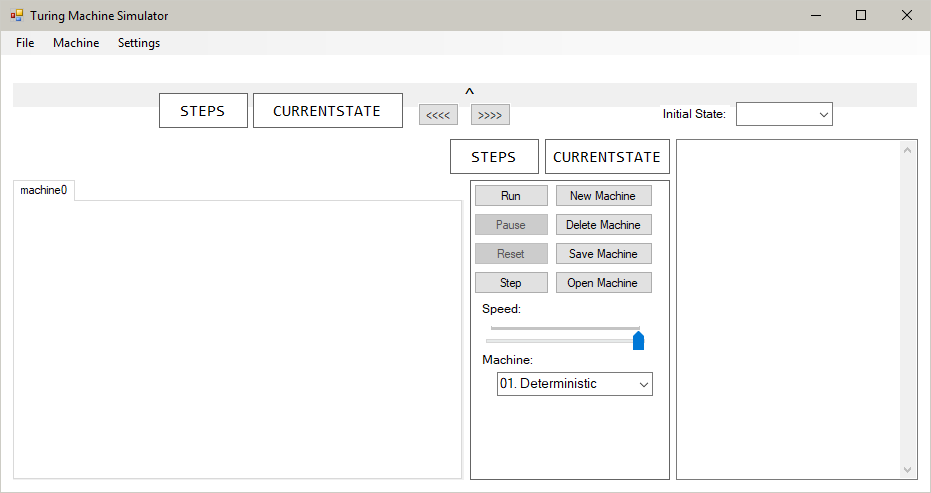 Turing Machine Simulator
File Machine Settings
^
STEPS CURRENTSTATE <<<< >>>> Initial State:
STEPS CURRENTSTATE
machine0
Run New Machine
Pause Delete Machine
Reset Save Machine
Step Open Machine
Speed:
Machine:
01. Deterministic